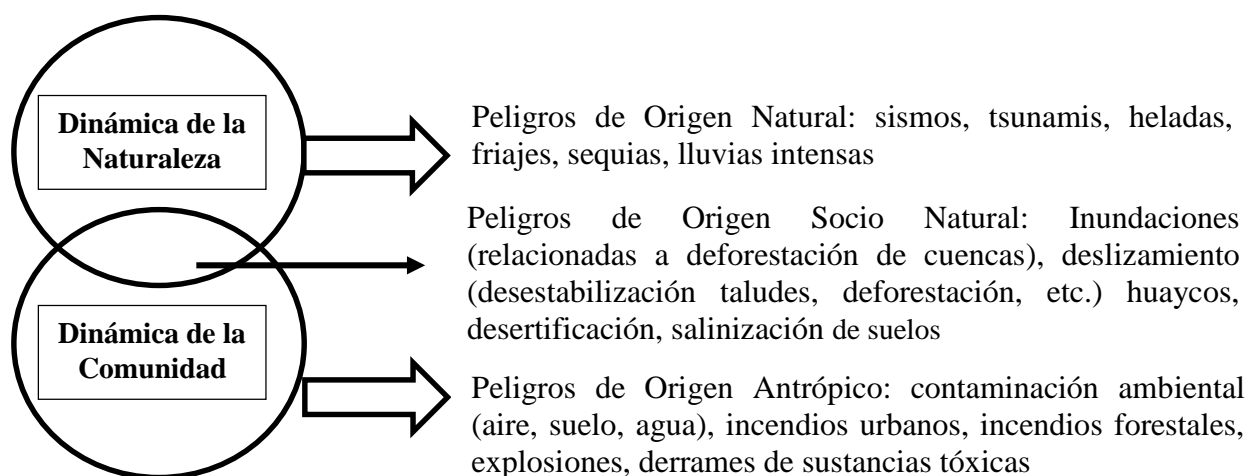 Dinámica de la
Naturaleza
Peligros de Origen Natural: sismos, tsunamis, heladas,
friajes, sequias, lluvias intensas
Peligros de Origen Socio Natural: Inundaciones
(relacionadas a deforestación de cuencas), deslizamiento
(desestabilización taludes, deforestación, etc.) huaycos,
desertificación, salinización de suelos
Dinámica de la
Comunidad
Peligros de Origen Antrópico: contaminación ambiental
(aire, suelo, agua), incendios urbanos, incendios forestales,
explosiones, derrames de sustancias tóxicas